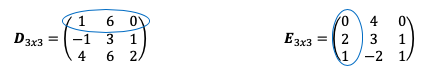 D3x3 = ( 1 6 0
−1 3 1
4 6 2 )
E3x3 = ( 0 4 0
2 3 1
1 −2 1 )